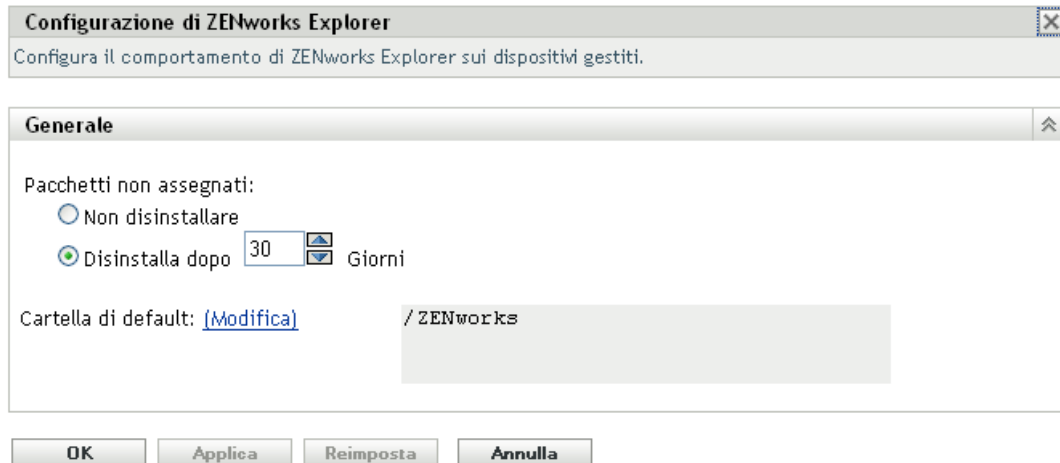 Configurazione di ZENworks Explorer
Configura il comportamento di ZENworks Explorer sui dispositivi gestiti.
Generale
Pacchetti non assegnati:
Non disinstallare
Disinstalla dopo 30 Giorni
Cartella di default: (Modifica) /ZENworks
OK Applica Reimposta Annulla